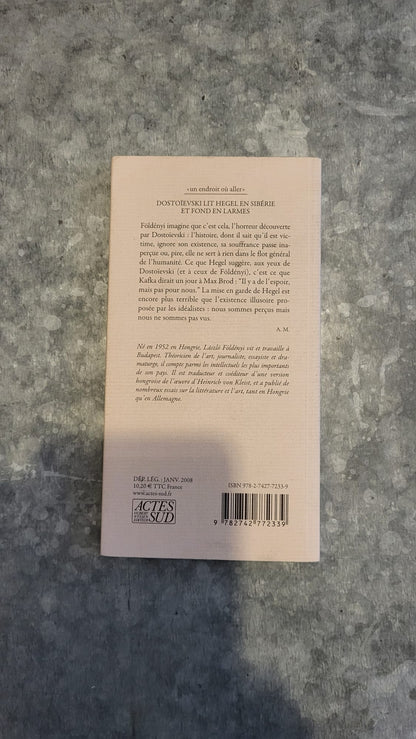 «un endroit où aller»
DOSTOÏEVSKI LIT HEGEL EN SIBÉRIE
ET FOND EN LARMES
Földényi imagine que c'est cela, l'horreur découverte
par Dostoïevski : l'histoire, dont il sait qu'il est vic-
time, ignore son existence, sa souffrance passe ina-
perçue ou, pire, elle ne sert à rien dans le flot général
de l'humanité. Ce que Hegel suggère, aux yeux de
Dostoïevski (et à ceux de Földényi), c'est ce que
Kafka dirait un jour à Max Brod : "Il y a de l'espoir,
mais pas pour nous." La mise en garde de Hegel est
encore plus terrible que l'existence illusoire pro-
posée par les idéalistes : nous sommes perçus mais
nous ne sommes pas vus.
A. M.
Né en 1952 en Hongrie, László Földényi vit et travaille à
Budapest. Théoricien de l'art, journaliste, essayiste et dra-
maturge, il compte parmi les intellectuels les plus importants
de son pays. Il est traducteur et coéditeur d'une version
hongroise de l'œuvre d'Heinrich von Kleist, et a publié de
nombreux essais sur la littérature et l'art, tant en Hongrie
qu'en Allemagne.
DÉP. LÉG. : JANV. 2008
10,20 € TTC France
www.actes-sud.fr
ISBN 978-2-7427-7233-9
ACTES
SUD
9 782742 772339